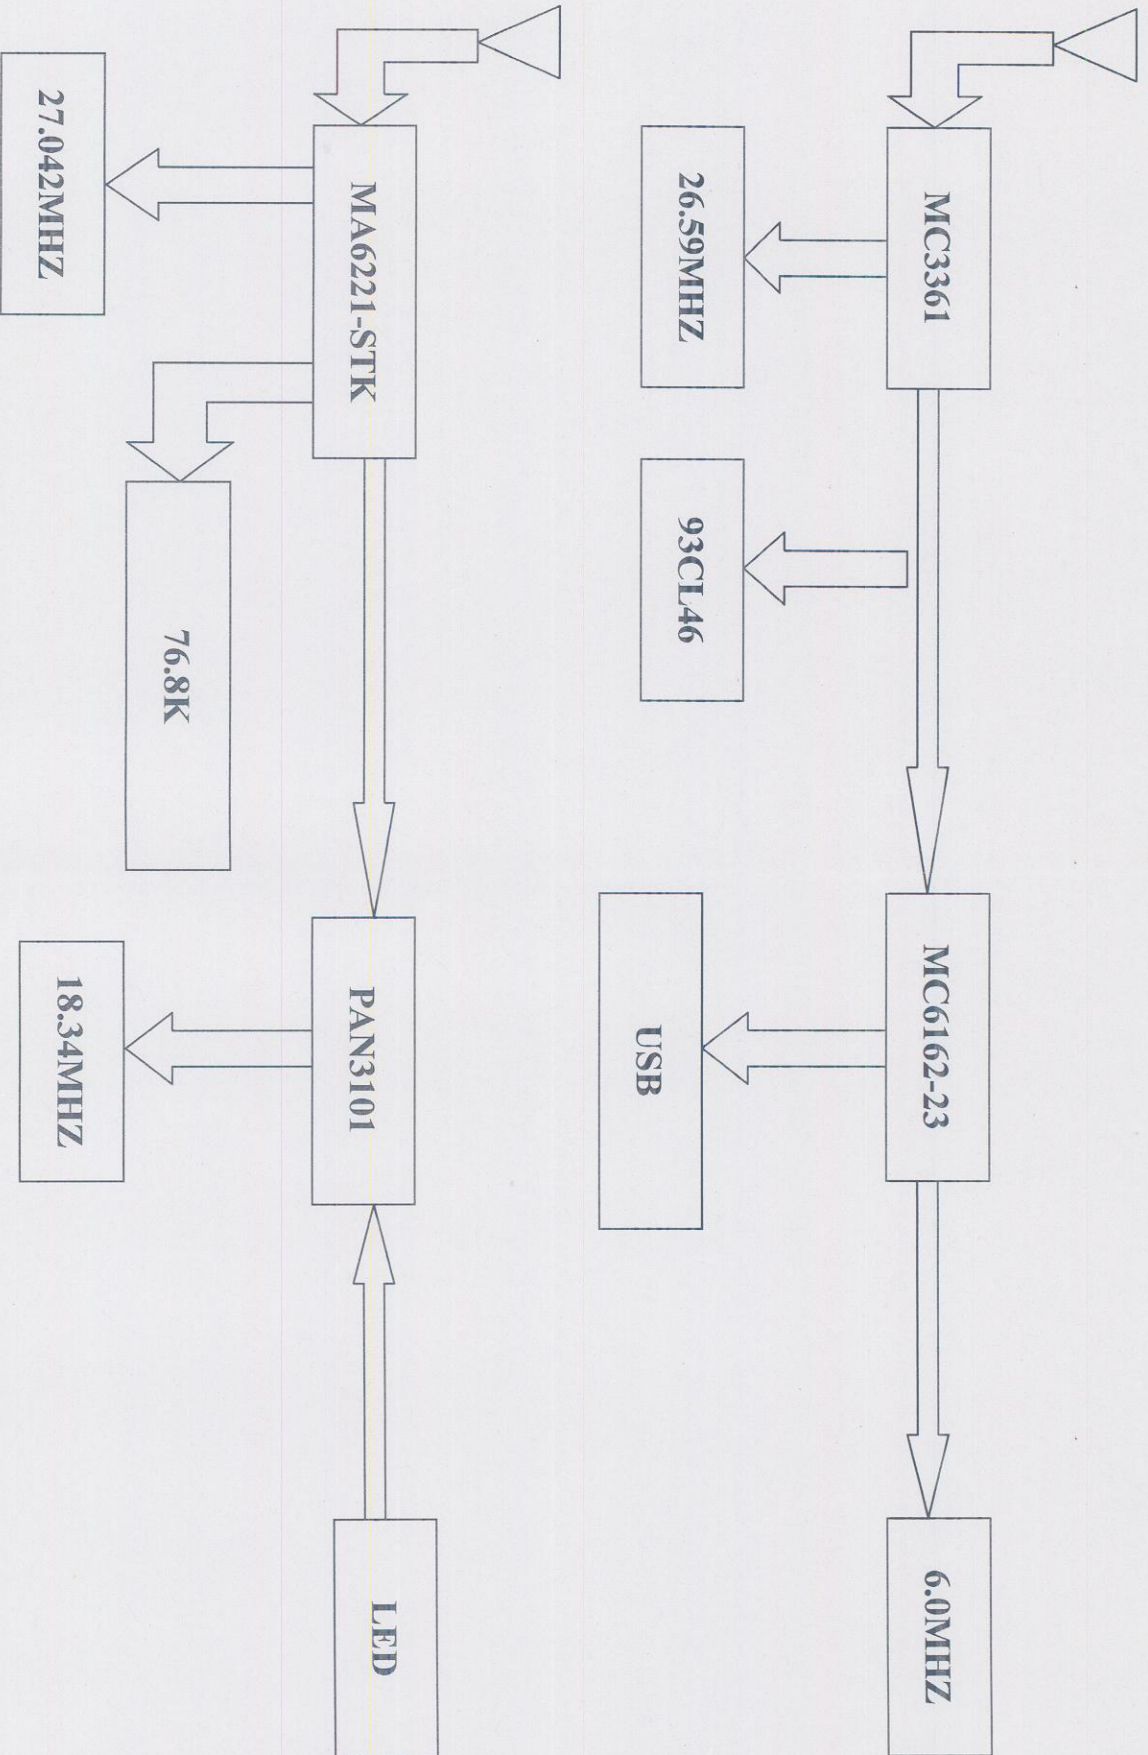 MC3361
MC6162-23
6.0MHZ
26.59MHZ
93CL46
USB
MA6221-STK
PAN3101
LED
27.042MHZ
76.8K
18.34MHZ